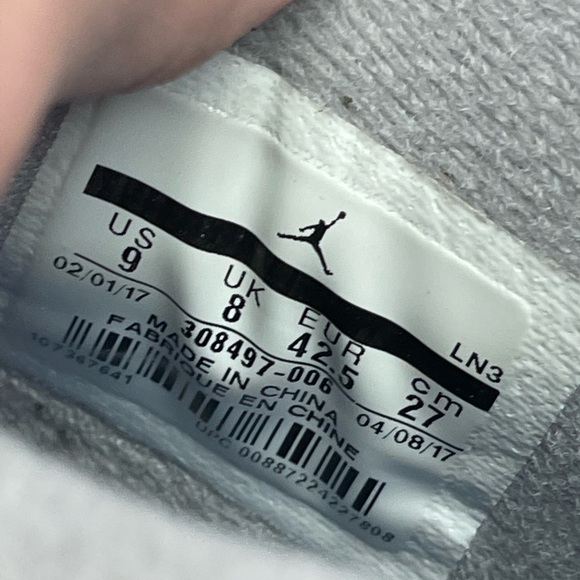 LN3
US UK EUR cm
9 8 42.5 27
02/01/17 04/08/17
308497-006
MADE IN CHINA
FABRIQUE EN CHINE
107367641
UPC 00887224227808